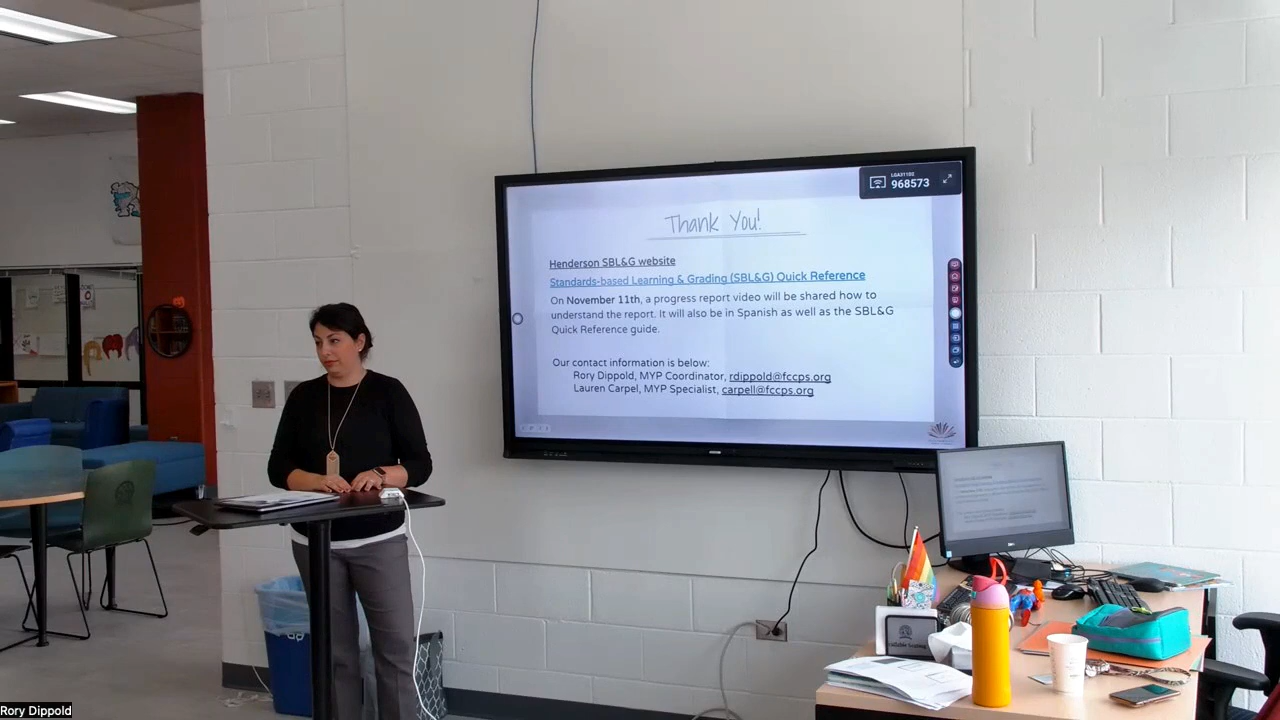 LGA31102
968573
Thank You!
Henderson SBL&G website
Standards-based Learning & Grading (SBL&G) Quick Reference
On November 11th, a progress report video will be shared how to
understand the report. It will also be in Spanish as well as the SBL&G
Quick Reference guide.
Our contact information is below:
Rory Dippold, MYP Coordinator, rdippold@fccps.org
Lauren Carpel, MYP Specialist, carpell@fccps.org
Rory Dippold